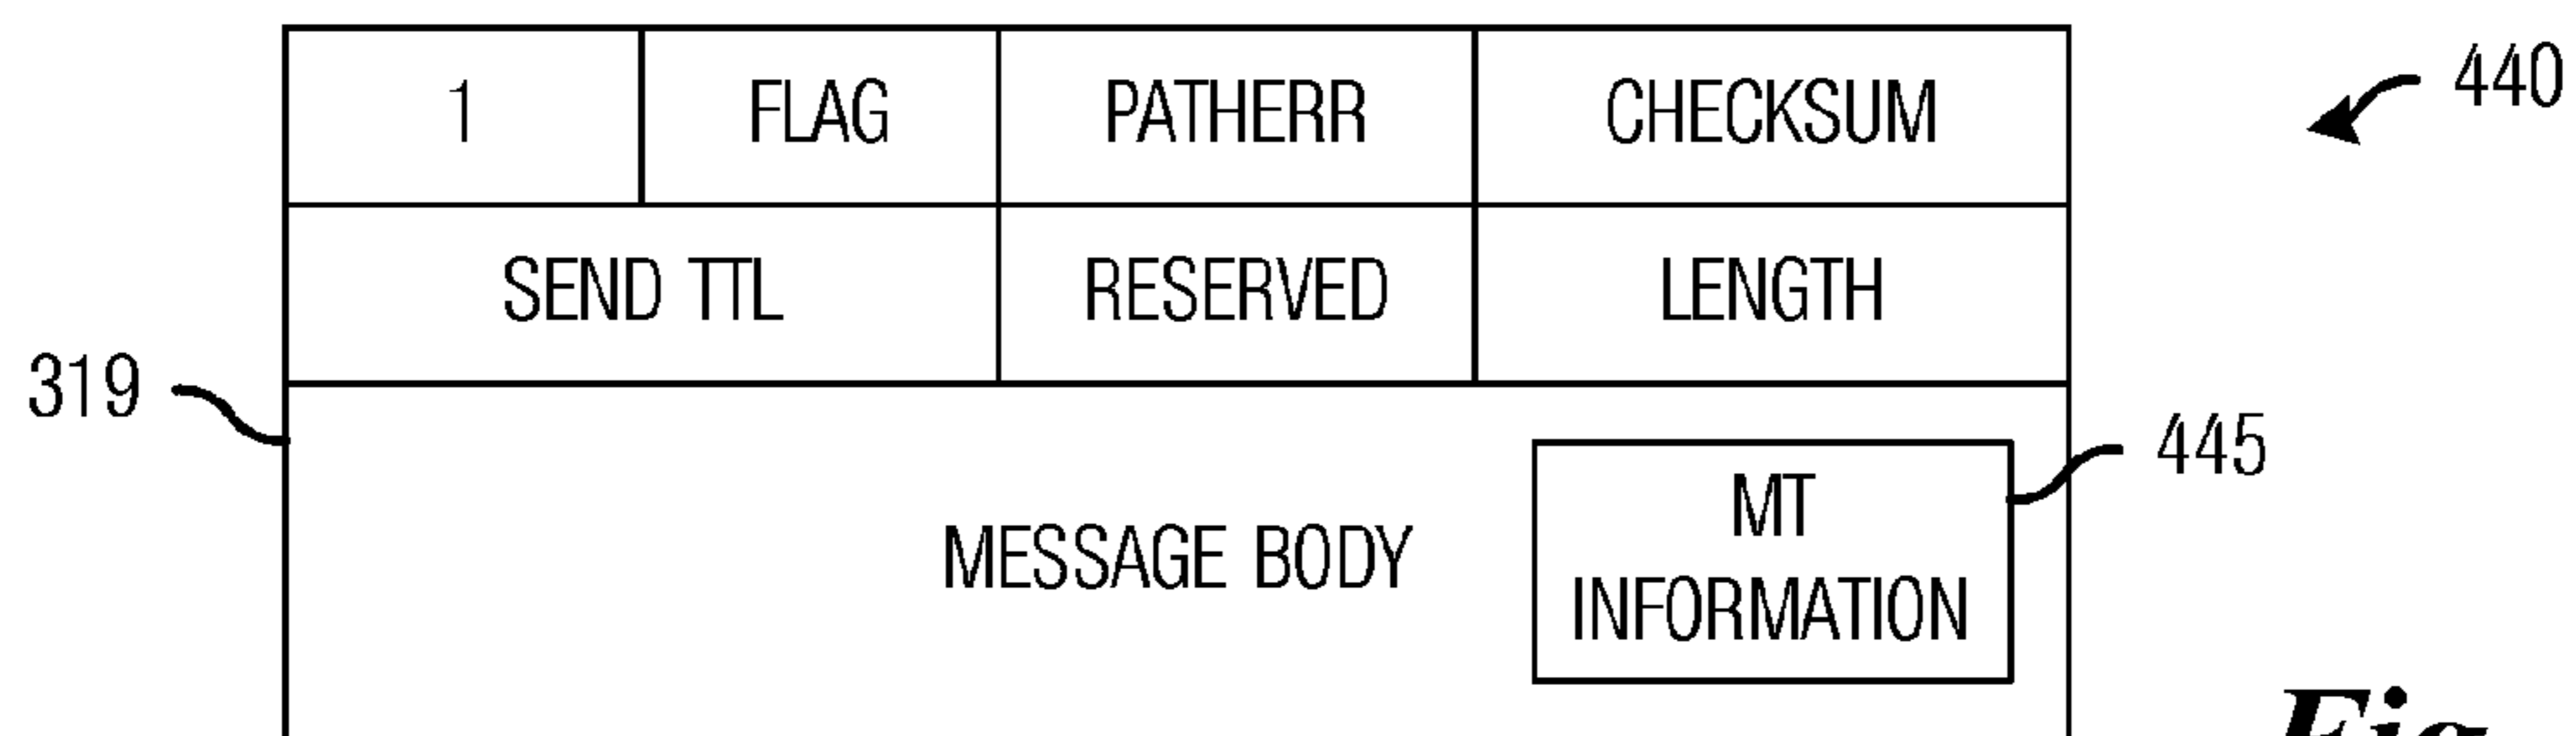 1 FLAG PATHERR CHECKSUM 440
SEND TTL RESERVED LENGTH
319
445
MT
MESSAGE BODY
INFORMATION